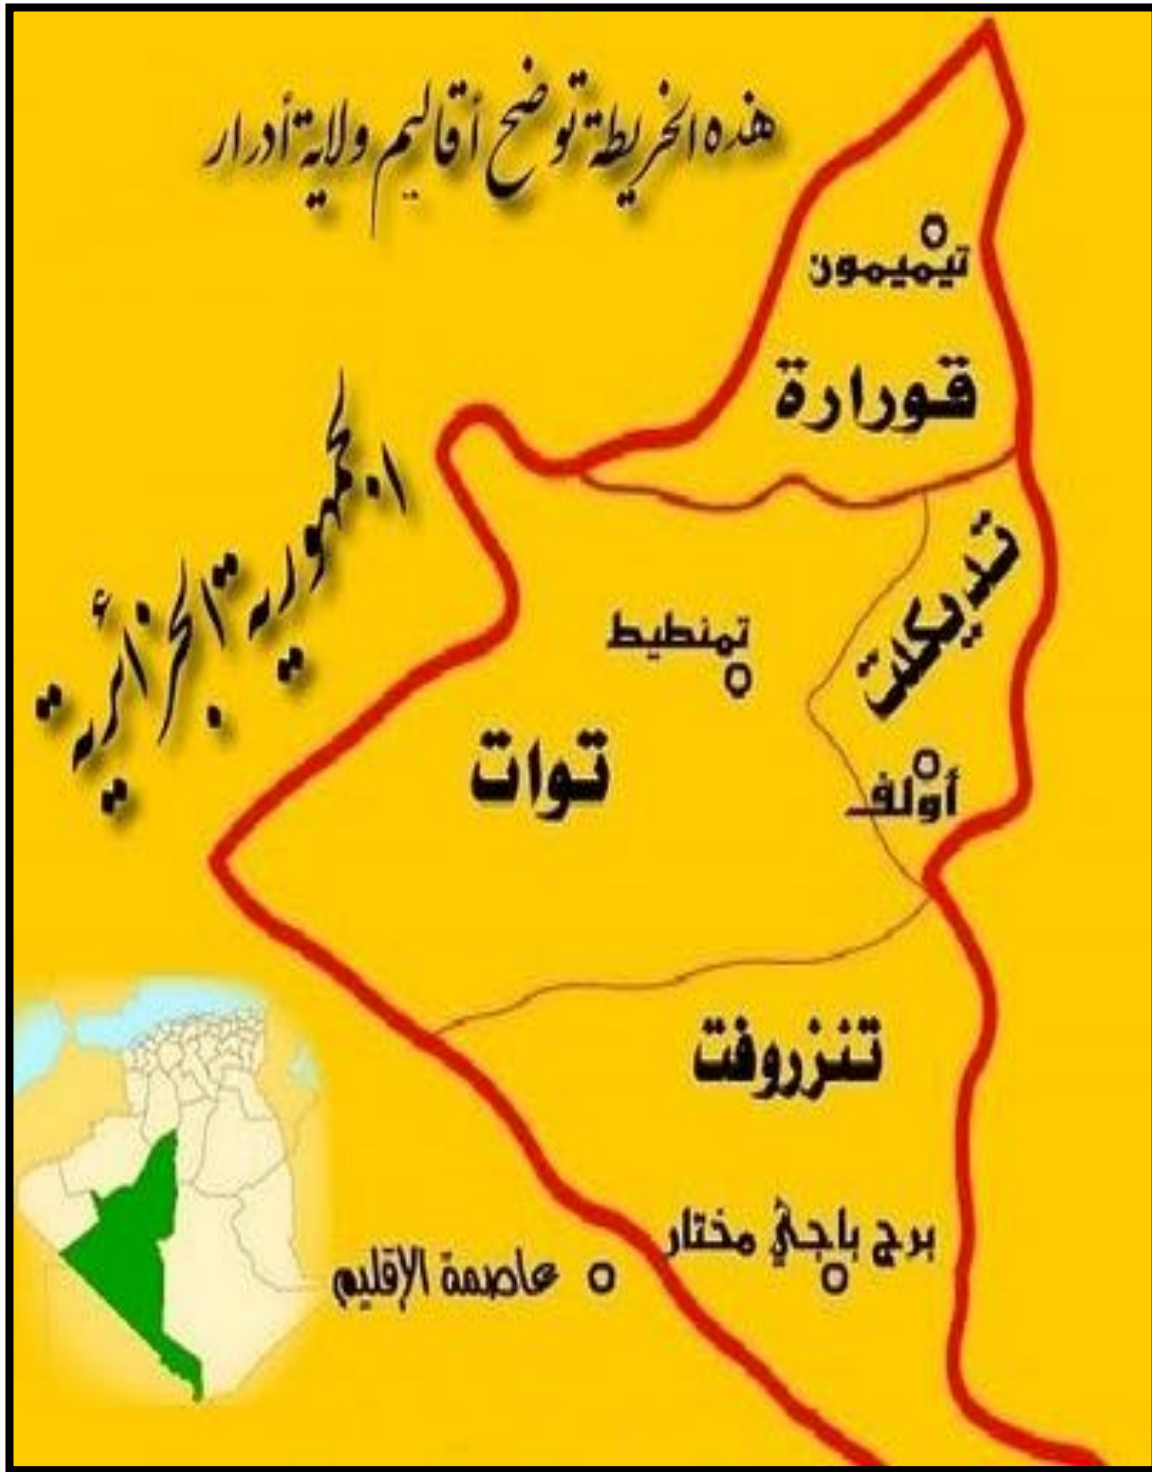 هذه الخريطة توضح أقاليم ولاية أدرار
تيميمون
قورارة
الجمهورية الجزائرية
تديكلت
تمنطيط
توات
أولف
تنزروفت
برج باجي مختار
عاصمة الإقليم